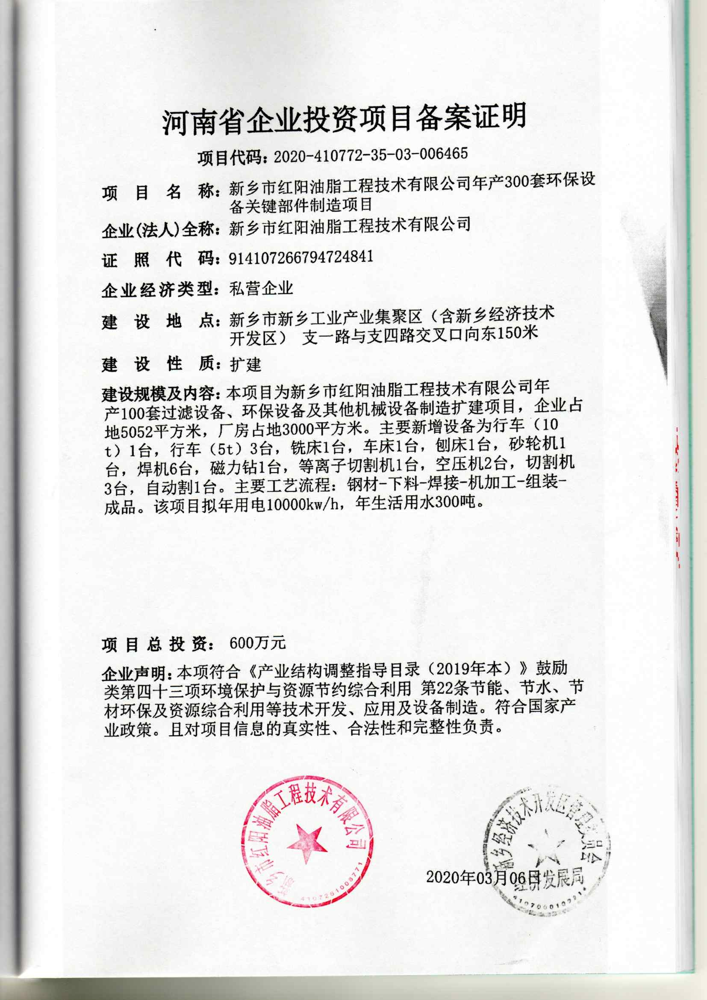 河南省企业投资项目备案证明
项目代码：2020-410772-35-03-006465
项目名称：新乡市红阳油脂工程技术有限公司年产300套环保设
备关键部件制造项目
企业(法人)全称：新乡市红阳油脂工程技术有限公司
证照代码：914107266794724841
企业经济类型：私营企业
建设地点：新乡市新乡工业产业集聚区（含新乡经济技术
开发区） 支一路与支四路交叉口向东150米
建设性质：扩建
建设规模及内容：本项目为新乡市红阳油脂工程技术有限公司年
产100套过滤设备、环保设备及其他机械设备制造扩建项目，企业占
地5052平方米，厂房占地3000平方米。主要新增设备为行车（10
t）1台，行车（5t）3台，铣床1台，车床1台，刨床1台，砂轮机1
台，焊机6台，磁力钻1台，等离子切割机1台，空压机2台，切割机
3台，自动割1台。主要工艺流程：钢材-下料-焊接-机加工-组装-
成品。该项目拟年用电10000kw/h，年生活用水300吨。
项目总投资： 600万元
企业声明：本项符合《产业结构调整指导目录（2019年本）》鼓励
类第四十三项环境保护与资源节约综合利用 第22条节能、节水、节
材环保及资源综合利用等技术开发、应用及设备制造。符合国家产
业政策。且对项目信息的真实性、合法性和完整性负责。
新乡市红阳油脂工程技术有限公司
4107261008771
新乡经济技术开发区管理委员会
经济发展局
2020年03月06日